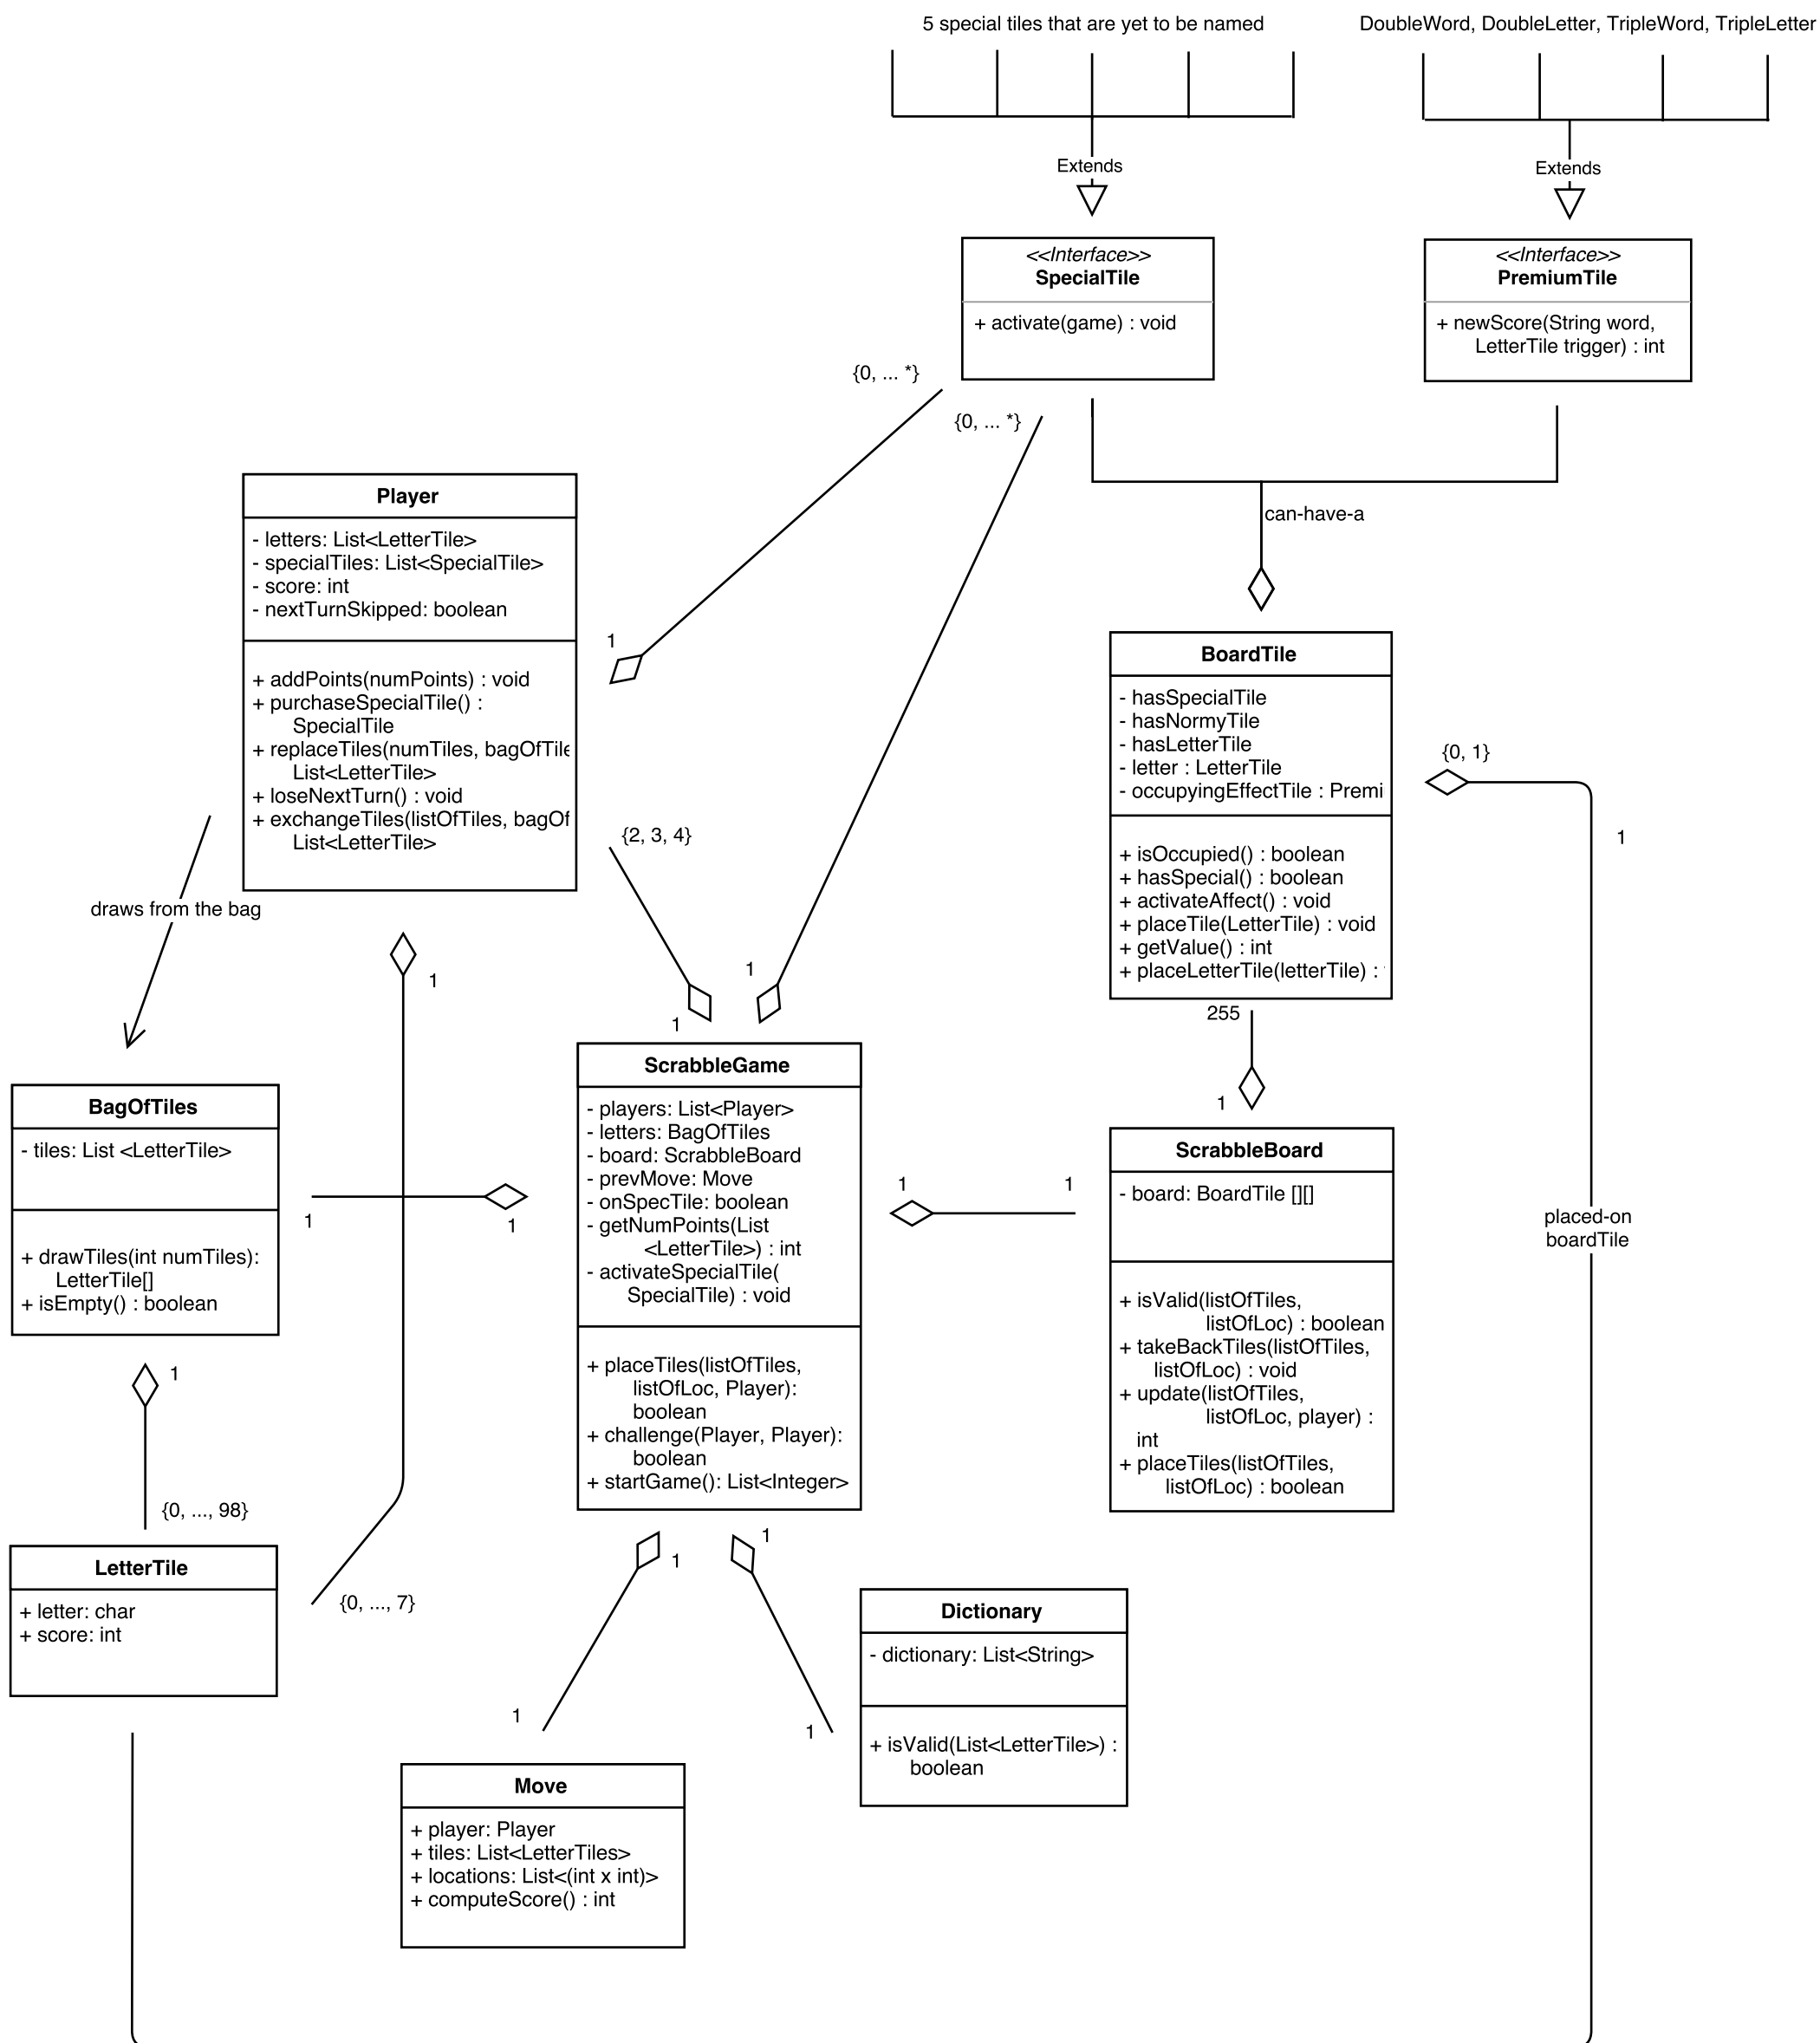 5 special tiles that are yet to be named
DoubleWord, DoubleLetter, TripleWord, TripleLetter
Extends
Extends
<<Interface>>
SpecialTile
+ activate(game) : void
<<Interface>>
PremiumTile
+ newScore(String word,
LetterTile trigger) : int
{0, ... *}
{0, ... *}
can-have-a
Player
- letters: List<LetterTile>
- specialTiles: List<SpecialTile>
- score: int
- nextTurnSkipped: boolean
+ addPoints(numPoints) : void
+ purchaseSpecialTile() :
SpecialTile
+ replaceTiles(numTiles, bagOfTile
List<LetterTile>
+ loseNextTurn() : void
+ exchangeTiles(listOfTiles, bagOf
List<LetterTile>
1
BoardTile
- hasSpecialTile
- hasNormyTile
- hasLetterTile
- letter : LetterTile
- occupyingEffectTile : Premi
+ isOccupied() : boolean
+ hasSpecial() : boolean
+ activateAffect() : void
+ placeTile(LetterTile) : void
+ getValue() : int
+ placeLetterTile(letterTile) :
{0, 1}
1
{2, 3, 4}
draws from the bag
1
1
1
255
1
BagOfTiles
- tiles: List <LetterTile>
+ drawTiles(int numTiles):
LetterTile[]
+ isEmpty() : boolean
1
1
ScrabbleGame
- players: List<Player>
- letters: BagOfTiles
- board: ScrabbleBoard
- prevMove: Move
- onSpecTile: boolean
- getNumPoints(List
<LetterTile>) : int
- activateSpecialTile(
SpecialTile) : void
+ placeTiles(listOfTiles,
listOfLoc, Player):
boolean
+ challenge(Player, Player):
boolean
+ startGame(): List<Integer>
1
1
ScrabbleBoard
- board: BoardTile [][]
+ isValid(listOfTiles,
listOfLoc) : boolean
+ takeBackTiles(listOfTiles,
listOfLoc) : void
+ update(listOfTiles,
listOfLoc, player) :
int
+ placeTiles(listOfTiles,
listOfLoc) : boolean
placed-on
boardTile
1
{0, ..., 98}
LetterTile
+ letter: char
+ score: int
{0, ..., 7}
1
1
1
1
Dictionary
- dictionary: List<String>
+ isValid(List<LetterTile>) :
boolean
Move
+ player: Player
+ tiles: List<LetterTiles>
+ locations: List<(int x int)>
+ computeScore() : int